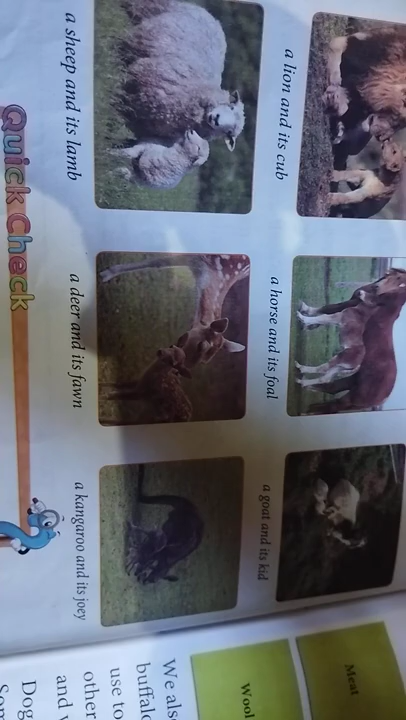 a lion and its cub
a horse and its foal
a goat and its kid
a sheep and its lamb
a deer and its fawn
a kangaroo and its joey
Quick Check
Meat
Wool
We also
buffalo
use to
other
and
Dog